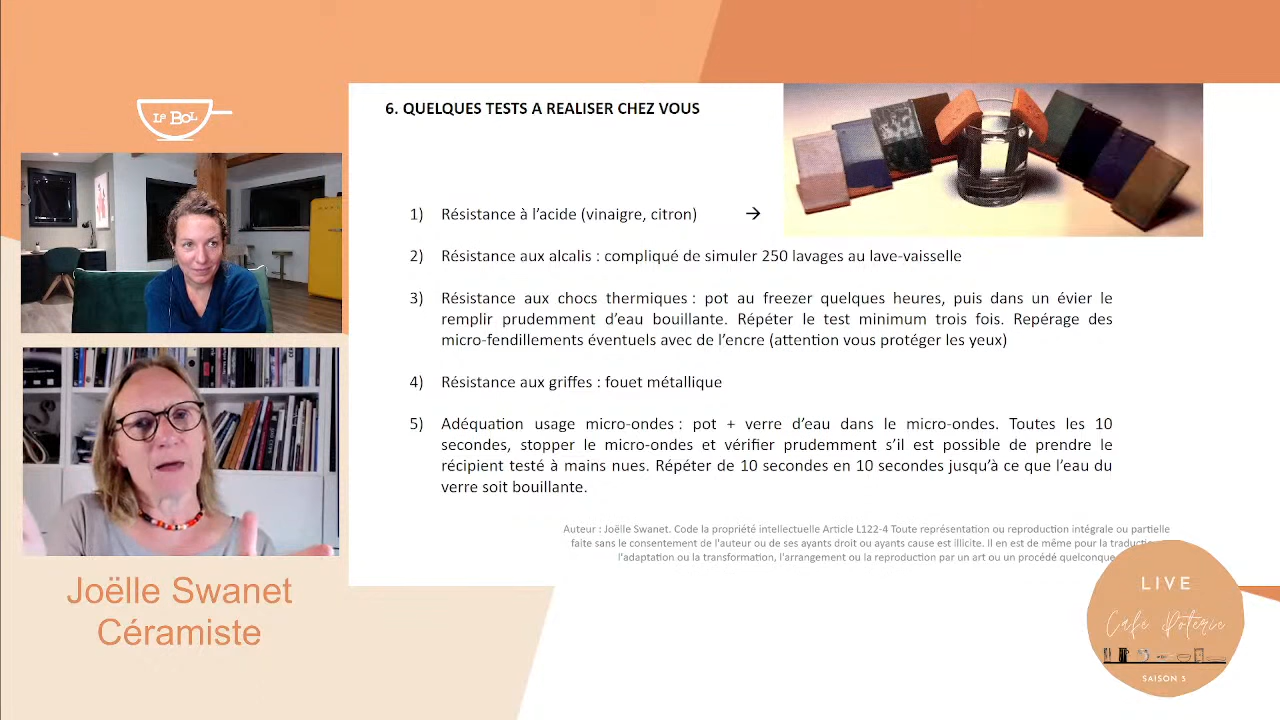 LE BOL
6. QUELQUES TESTS A REALISER CHEZ VOUS
1) Résistance à l'acide (vinaigre, citron) →
2) Résistance aux alcalis : compliqué de simuler 250 lavages au lave-vaisselle
3) Résistance aux chocs thermiques : pot au freezer quelques heures, puis dans un évier le
remplir prudemment d'eau bouillante. Répéter le test minimum trois fois. Repérage des
micro-fendillements éventuels avec de l'encre (attention vous protéger les yeux)
4) Résistance aux griffes : fouet métallique
5) Adéquation usage micro-ondes : pot + verre d'eau dans le micro-ondes. Toutes les 10
secondes, stopper le micro-ondes et vérifier prudemment s'il est possible de prendre le
récipient testé à mains nues. Répéter de 10 secondes en 10 secondes jusqu'à ce que l'eau du
verre soit bouillante.
Auteur : Joëlle Swanet. Code la propriété intellectuelle Article L122-4 Toute représentation ou reproduction intégrale ou partielle
faite sans le consentement de l'auteur ou de ses ayants droit ou ayants cause est illicite. Il en est de même pour la
l'adaptation ou la transformation, l'arrangement ou la reproduction par un art ou un procédé quelconque
Joëlle Swanet
Céramiste
LIVE
Café Poterie
SAISON 5